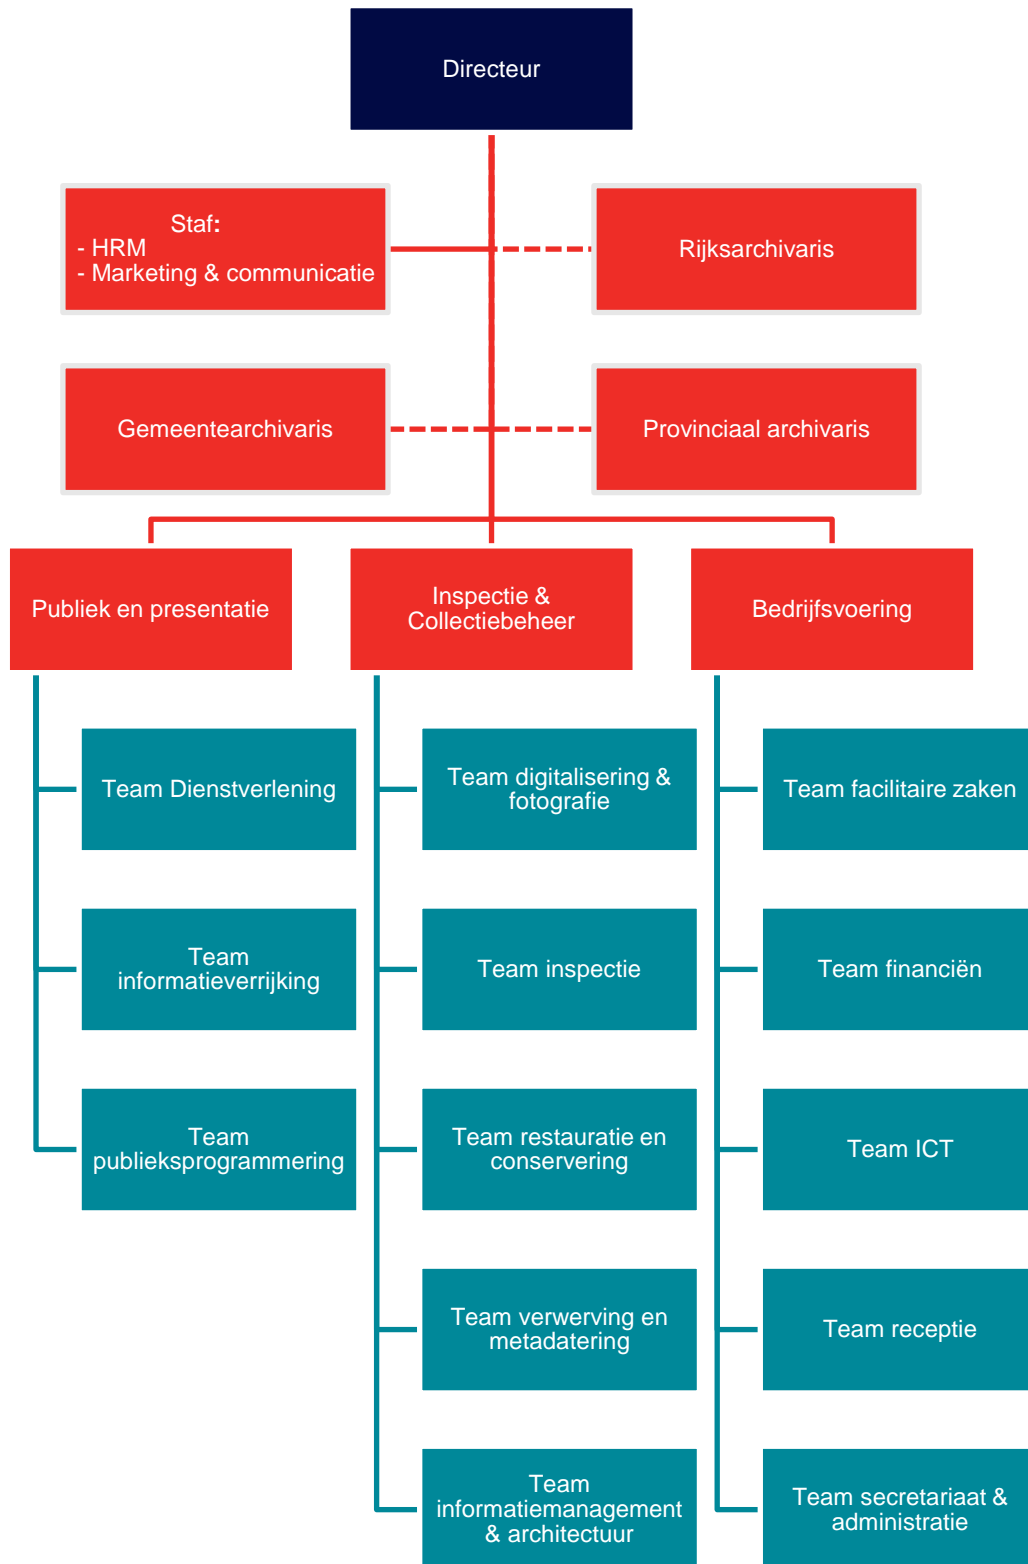 Directeur
Staf:
- HRM
- Marketing & communicatie
Rijksarchivaris
Gemeentearchivaris
Provinciaal archivaris
Publiek en presentatie
Inspectie &
Collectiebeheer
Bedrijfsvoering
Team Dienstverlening
Team digitalisering &
fotografie
Team facilitaire zaken
Team
informatieverrijking
Team inspectie
Team financiën
Team
publieksprogrammering
Team restauratie en
conservering
Team ICT
Team verwerving en
metadatering
Team receptie
Team
informatiemanagement
& architectuur
Team secretariaat &
administratie